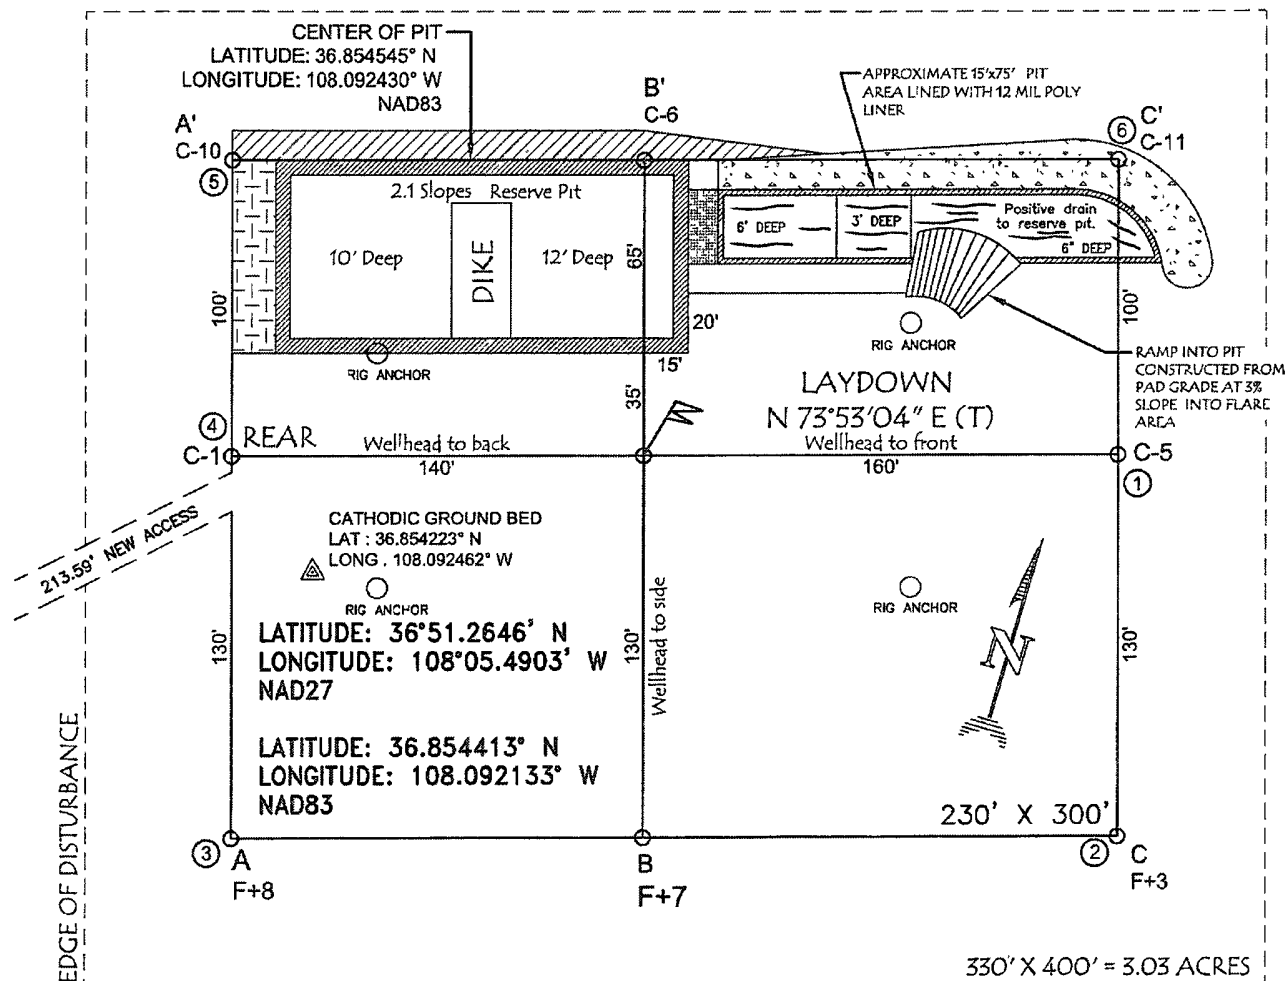 CENTER OF PIT
LATITUDE: 36.854545° N
LONGITUDE: 108.092430° W
NAD83
APPROXIMATE 15'x75' PIT
AREA LINED WITH 12 MIL POLY
LINER
A'
C-10
B'
C-6
6
C'
C-11
5
2.1 Slopes Reserve Pit
10' Deep
DIKE
12' Deep
65'
6' DEEP
3' DEEP
Positive drain
to reserve pit.
6" DEEP
100'
100'
20'
15'
35'
RIG ANCHOR
RIG ANCHOR
RAMP INTO PIT
CONSTRUCTED FROM
PAD GRADE AT 3%
SLOPE INTO FLARE
AREA
LAYDOWN
N 73°53'04" E (T)
4
C-1
REAR
Wellhead to back
140'
Wellhead to front
160'
C-5
1
213.59' NEW ACCESS
CATHODIC GROUND BED
LAT : 36.854223° N
LONG . 108.092462° W
RIG ANCHOR
RIG ANCHOR
LATITUDE: 36°51.2646' N
LONGITUDE: 108°05.4903' W
NAD27
130'
130'
Wellhead to side
130'
N
LATITUDE: 36.854413° N
LONGITUDE: 108.092133° W
NAD83
230' X 300'
3
A
F+8
B
F+7
2
C
F+3
EDGE OF DISTURBANCE
330' X 400' = 3.03 ACRES